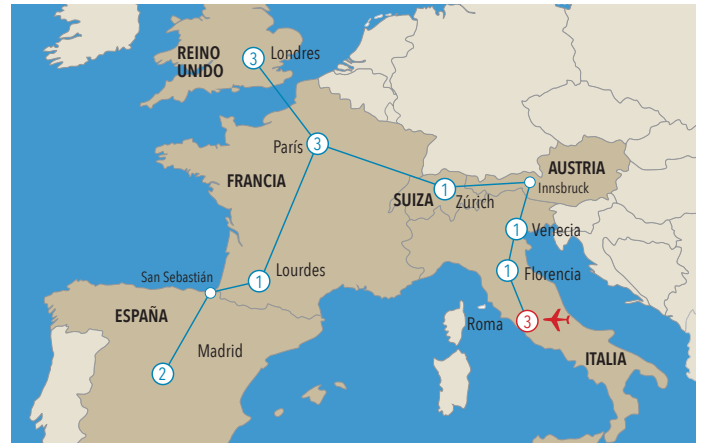 REINO
UNIDO
3
Londres
París
3
FRANCIA
AUSTRIA
SUIZA
1
Zúrich
Innsbruck
1
Venecia
San Sebastián
1
Lourdes
1
Florencia
ESPAÑA
Roma
3
Madrid
2
ITALIA